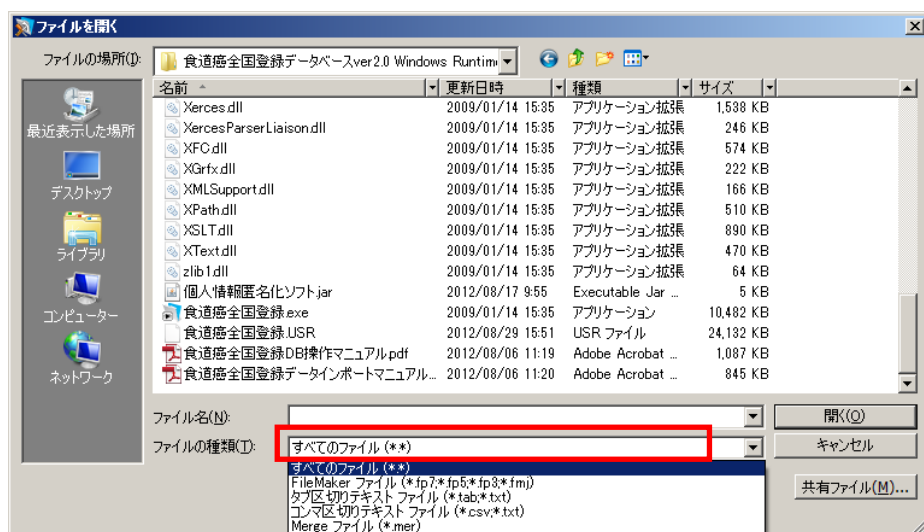 ファイルを開く
ファイルの場所(I):
食道癌全国登録データベースver2.0 Windows Runtim
名前 更新日時 種類 サイズ
Xerces.dll 2009/01/14 15:35 アプリケーション拡張 1,538 KB
XercesParserLiaison.dll 2009/01/14 15:35 アプリケーション拡張 246 KB
XFC.dll 2009/01/14 15:35 アプリケーション拡張 574 KB
XGrfx.dll 2009/01/14 15:35 アプリケーション拡張 222 KB
XMLSupport.dll 2009/01/14 15:35 アプリケーション拡張 166 KB
XPath.dll 2009/01/14 15:35 アプリケーション拡張 510 KB
XSLT.dll 2009/01/14 15:35 アプリケーション拡張 890 KB
XText.dll 2009/01/14 15:35 アプリケーション拡張 470 KB
zlib1.dll 2009/01/14 15:35 アプリケーション拡張 64 KB
個人情報匿名化ソフト.jar 2012/08/17 9:55 Executable Jar ... 5 KB
食道癌全国登録.exe 2009/01/14 15:35 アプリケーション 10,482 KB
食道癌全国登録.USR 2012/08/29 15:51 USR ファイル 24,132 KB
食道癌全国登録DB操作マニュアル.pdf 2012/08/06 11:19 Adobe Acrobat ... 1,087 KB
食道癌全国登録データインポートマニュアル... 2012/08/06 11:20 Adobe Acrobat ... 845 KB
最近表示した場所
デスクトップ
ライブラリ
コンピューター
ネットワーク
ファイル名(N):
開く(O)
ファイルの種類(T):
すべてのファイル (*.*)
キャンセル
すべてのファイル (*.*)
FileMaker ファイル (*.fp7;*.fp5;*.fp3;*.fmj)
タブ区切りテキスト ファイル (*.tab;*.txt)
コンマ区切りテキスト ファイル (*.csv;*.txt)
Merge ファイル (*.mer)
共有ファイル(M)...